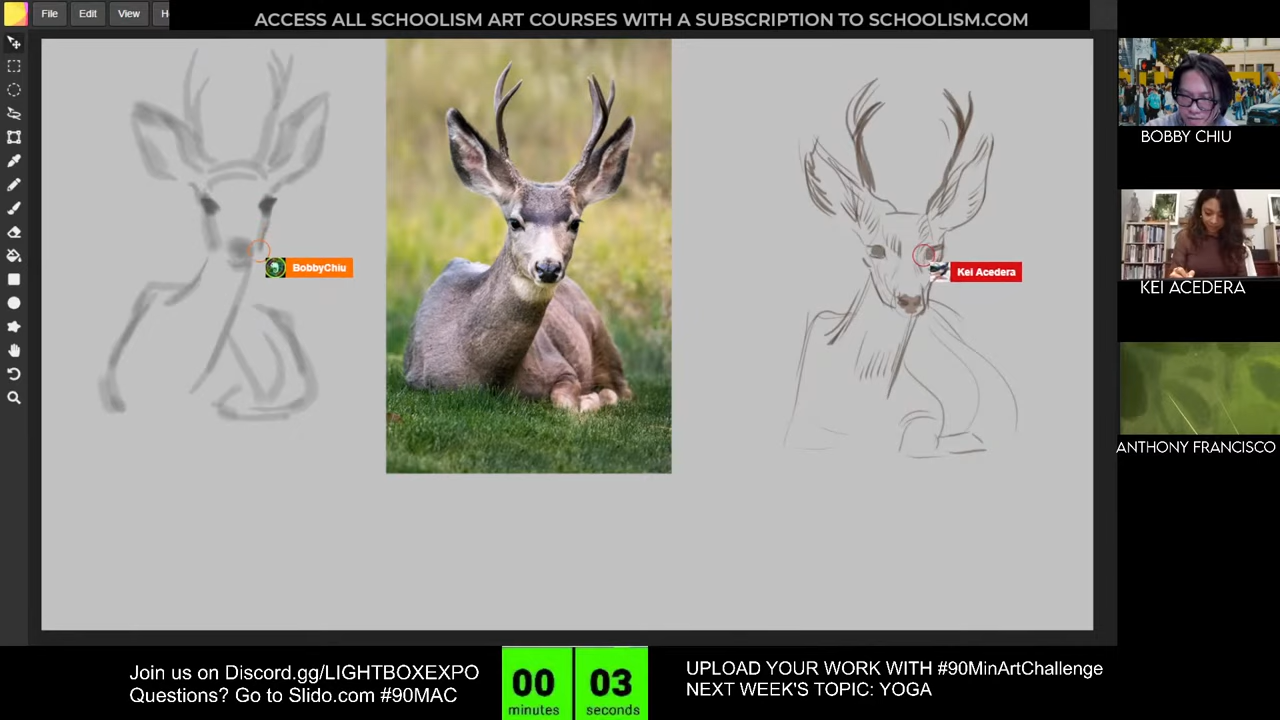 ACCESS ALL SCHOOLISM ART COURSES WITH A SUBSCRIPTION TO SCHOOLISM.COM
File Edit View
BobbyChiu
Kei Acedera
BOBBY CHIU
KEI ACEDERA
ANTHONY FRANCISCO
Join us on Discord.gg/LIGHTBOXEXPO
Questions? Go to Slido.com #90MAC
00 03
minutes seconds
UPLOAD YOUR WORK WITH #90MinArtChallenge
NEXT WEEK'S TOPIC: YOGA